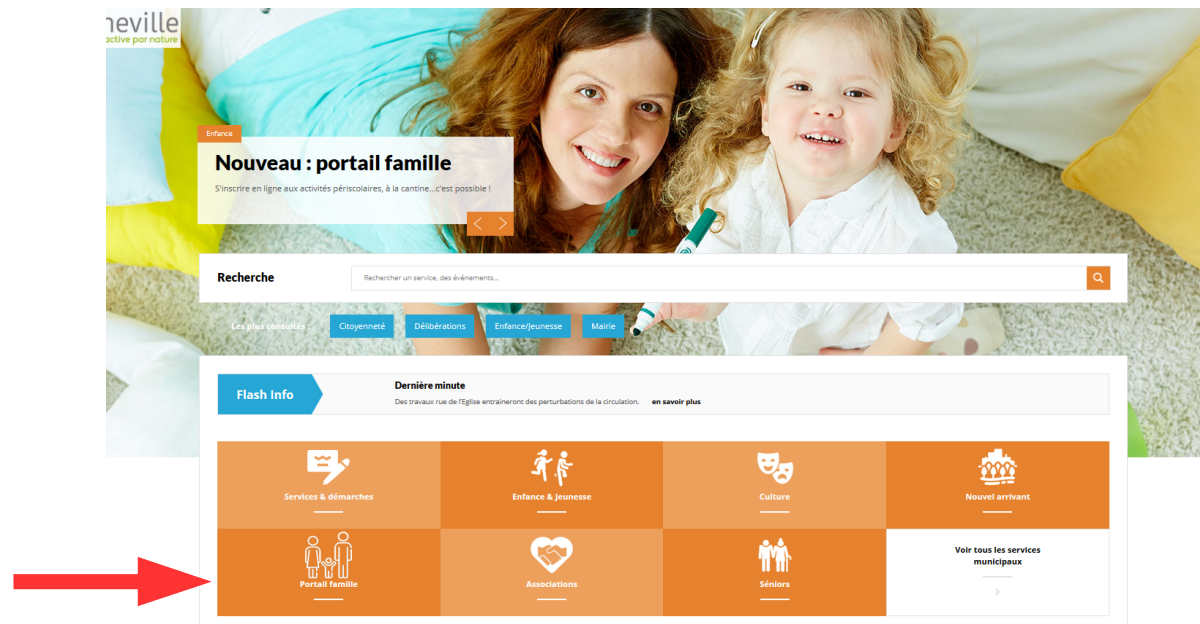 neville
active par nature
Enfance
Nouveau : portail famille
S'inscrire en ligne aux activités périscolaires, à la cantine...c'est possible !
Recherche
Rechercher un service, des événements...
Les plus consultés :
Citoyenneté
Délibérations
Enfance/Jeunesse
Mairie
Flash Info
Dernière minute
Des travaux rue de l'Eglise entraineront des perturbations de la circulation. en savoir plus
Services & démarches
Enfance & Jeunesse
Culture
Nouvel arrivant
Portail famille
Associations
Séniors
Voir tous les services
municipaux